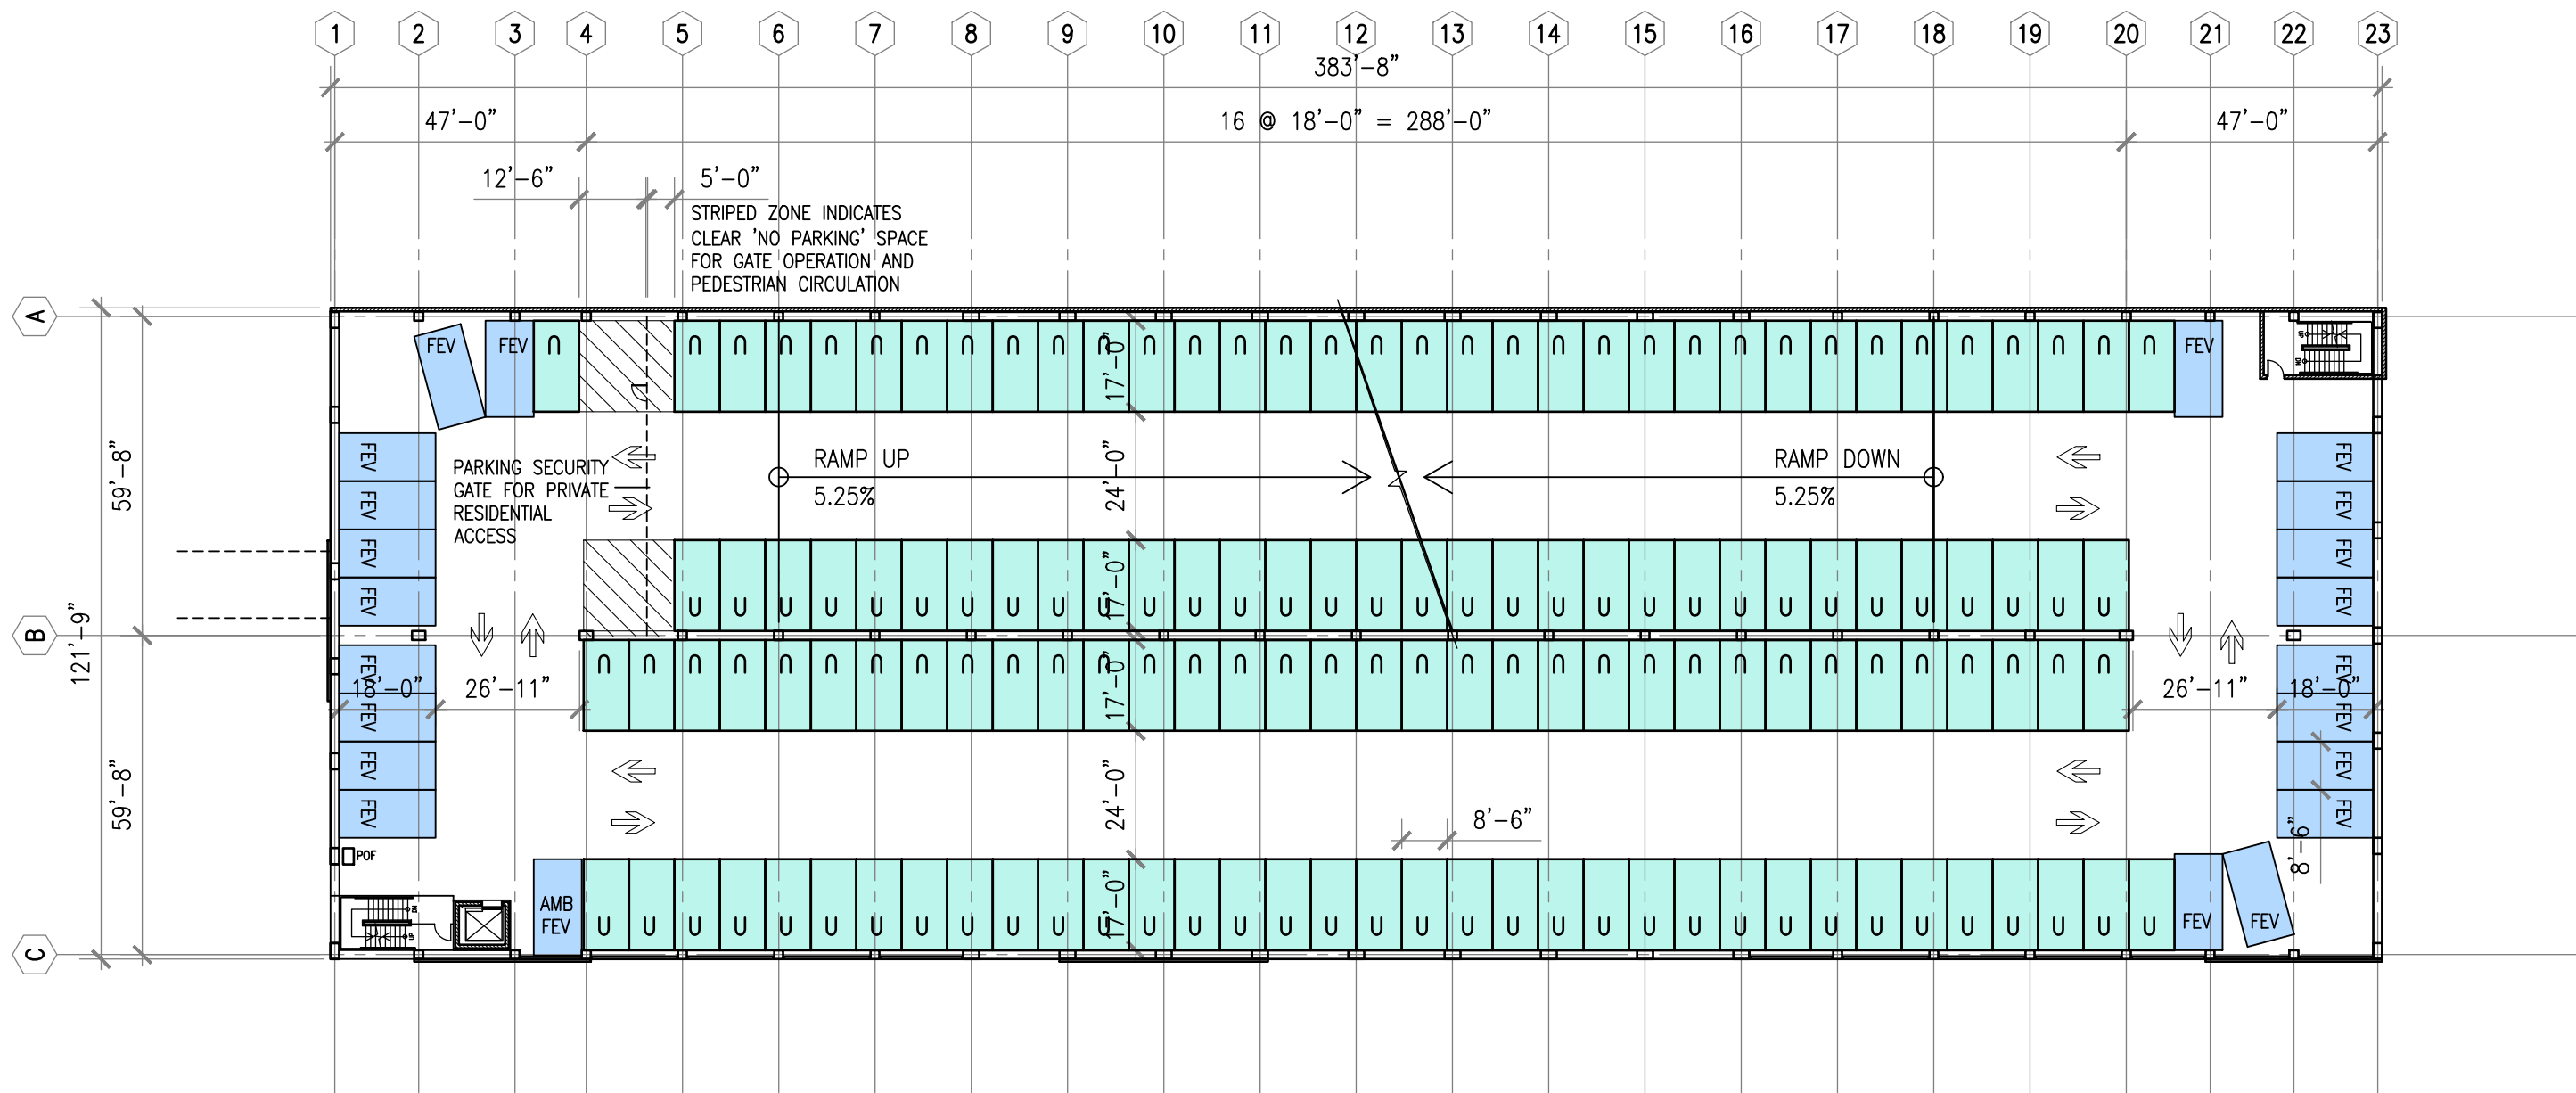 1 2 3 4 5 6 7 8 9 10 11 12 13 14 15 16 17 18 19 20 21 22 23
383'-8"
47'-0" 16 @ 18'-0" = 288'-0" 47'-0"
12'-6" 5'-0"
STRIPED ZONE INDICATES
CLEAR 'NO PARKING' SPACE
FOR GATE OPERATION AND
PEDESTRIAN CIRCULATION
A
FEV FEV U U U U U U U U U U U U U U U U U U U U U U U U U U U U U U U U U U FEV
UP
DN
17'-0"
59'-8"
24'-0"
RAMP UP
5.25%
RAMP DOWN
5.25%
PARKING SECURITY
GATE FOR PRIVATE
RESIDENTIAL
ACCESS
FEV
FEV
FEV
FEV
FEV
FEV
FEV
FEV
17'-0"
U U U U U U U U U U U U U U U U U U U U U U U U U U U U U U U U
B
121'-9"
U U U U U U U U U U U U U U U U U U U U U U U U U U U U U U U U U U
17'-0"
18'-0" 26'-11" 26'-11" 18'-0"
FEV
FEV
FEV
FEV
FEV
FEV
FEV
FEV
59'-8"
24'-0"
8'-6"
8'-6"
POF
DN
UP
17'-0"
AMB
FEV U U U U U U U U U U U U U U U U U U U U U U U U U U U U U U U U U U U FEV FEV
C